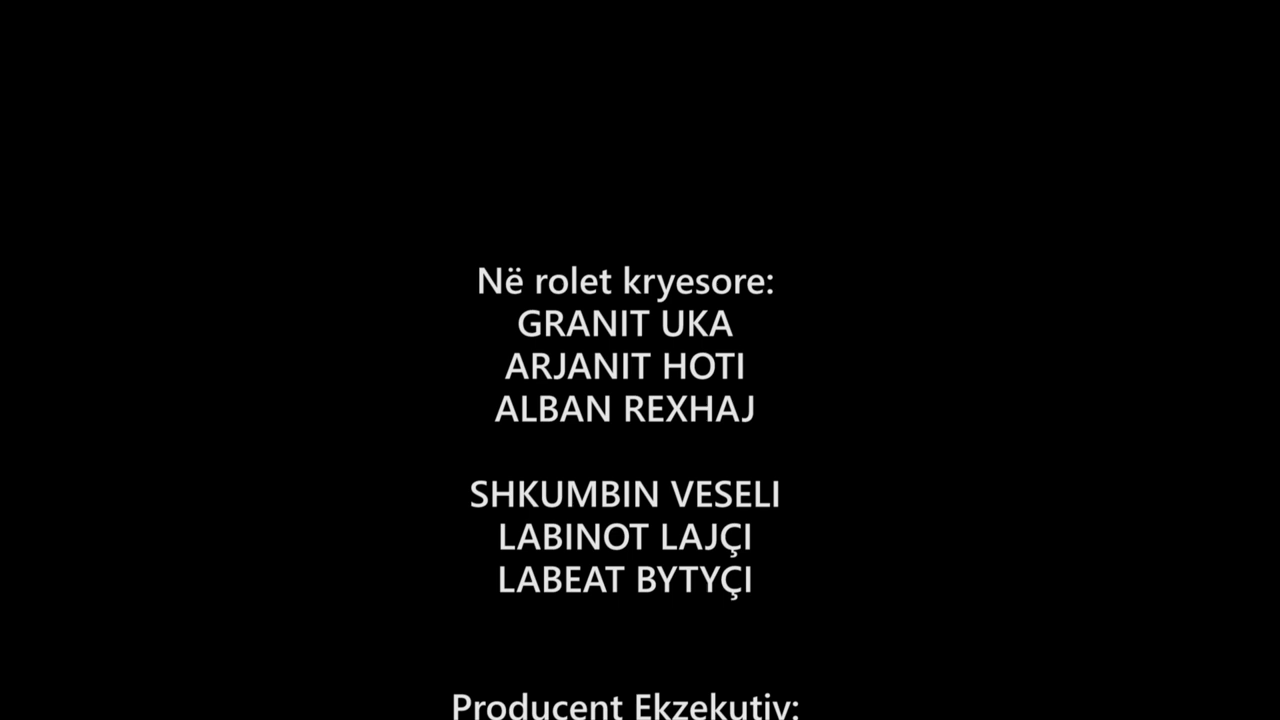 Në rolet kryesore:
GRANIT UKA
ARJANIT HOTI
ALBAN REXHAJ
SHKUMBIN VESELI
LABINOT LAJÇI
LABEAT BYTYÇI
Producent Ekzekutiv: